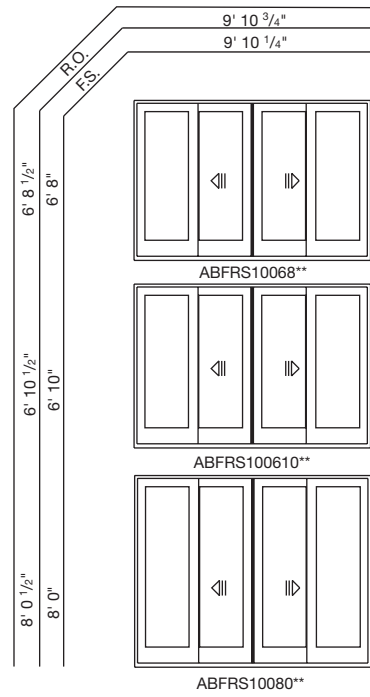 9' 10 3/4"
R.O.
9' 10 1/4"
F.S.
6' 8 1/2"
6' 8"
ABFRS10068**
6' 10 1/2"
6' 10"
ABFRS100610**
8' 0 1/2"
8' 0"
ABFRS10080**